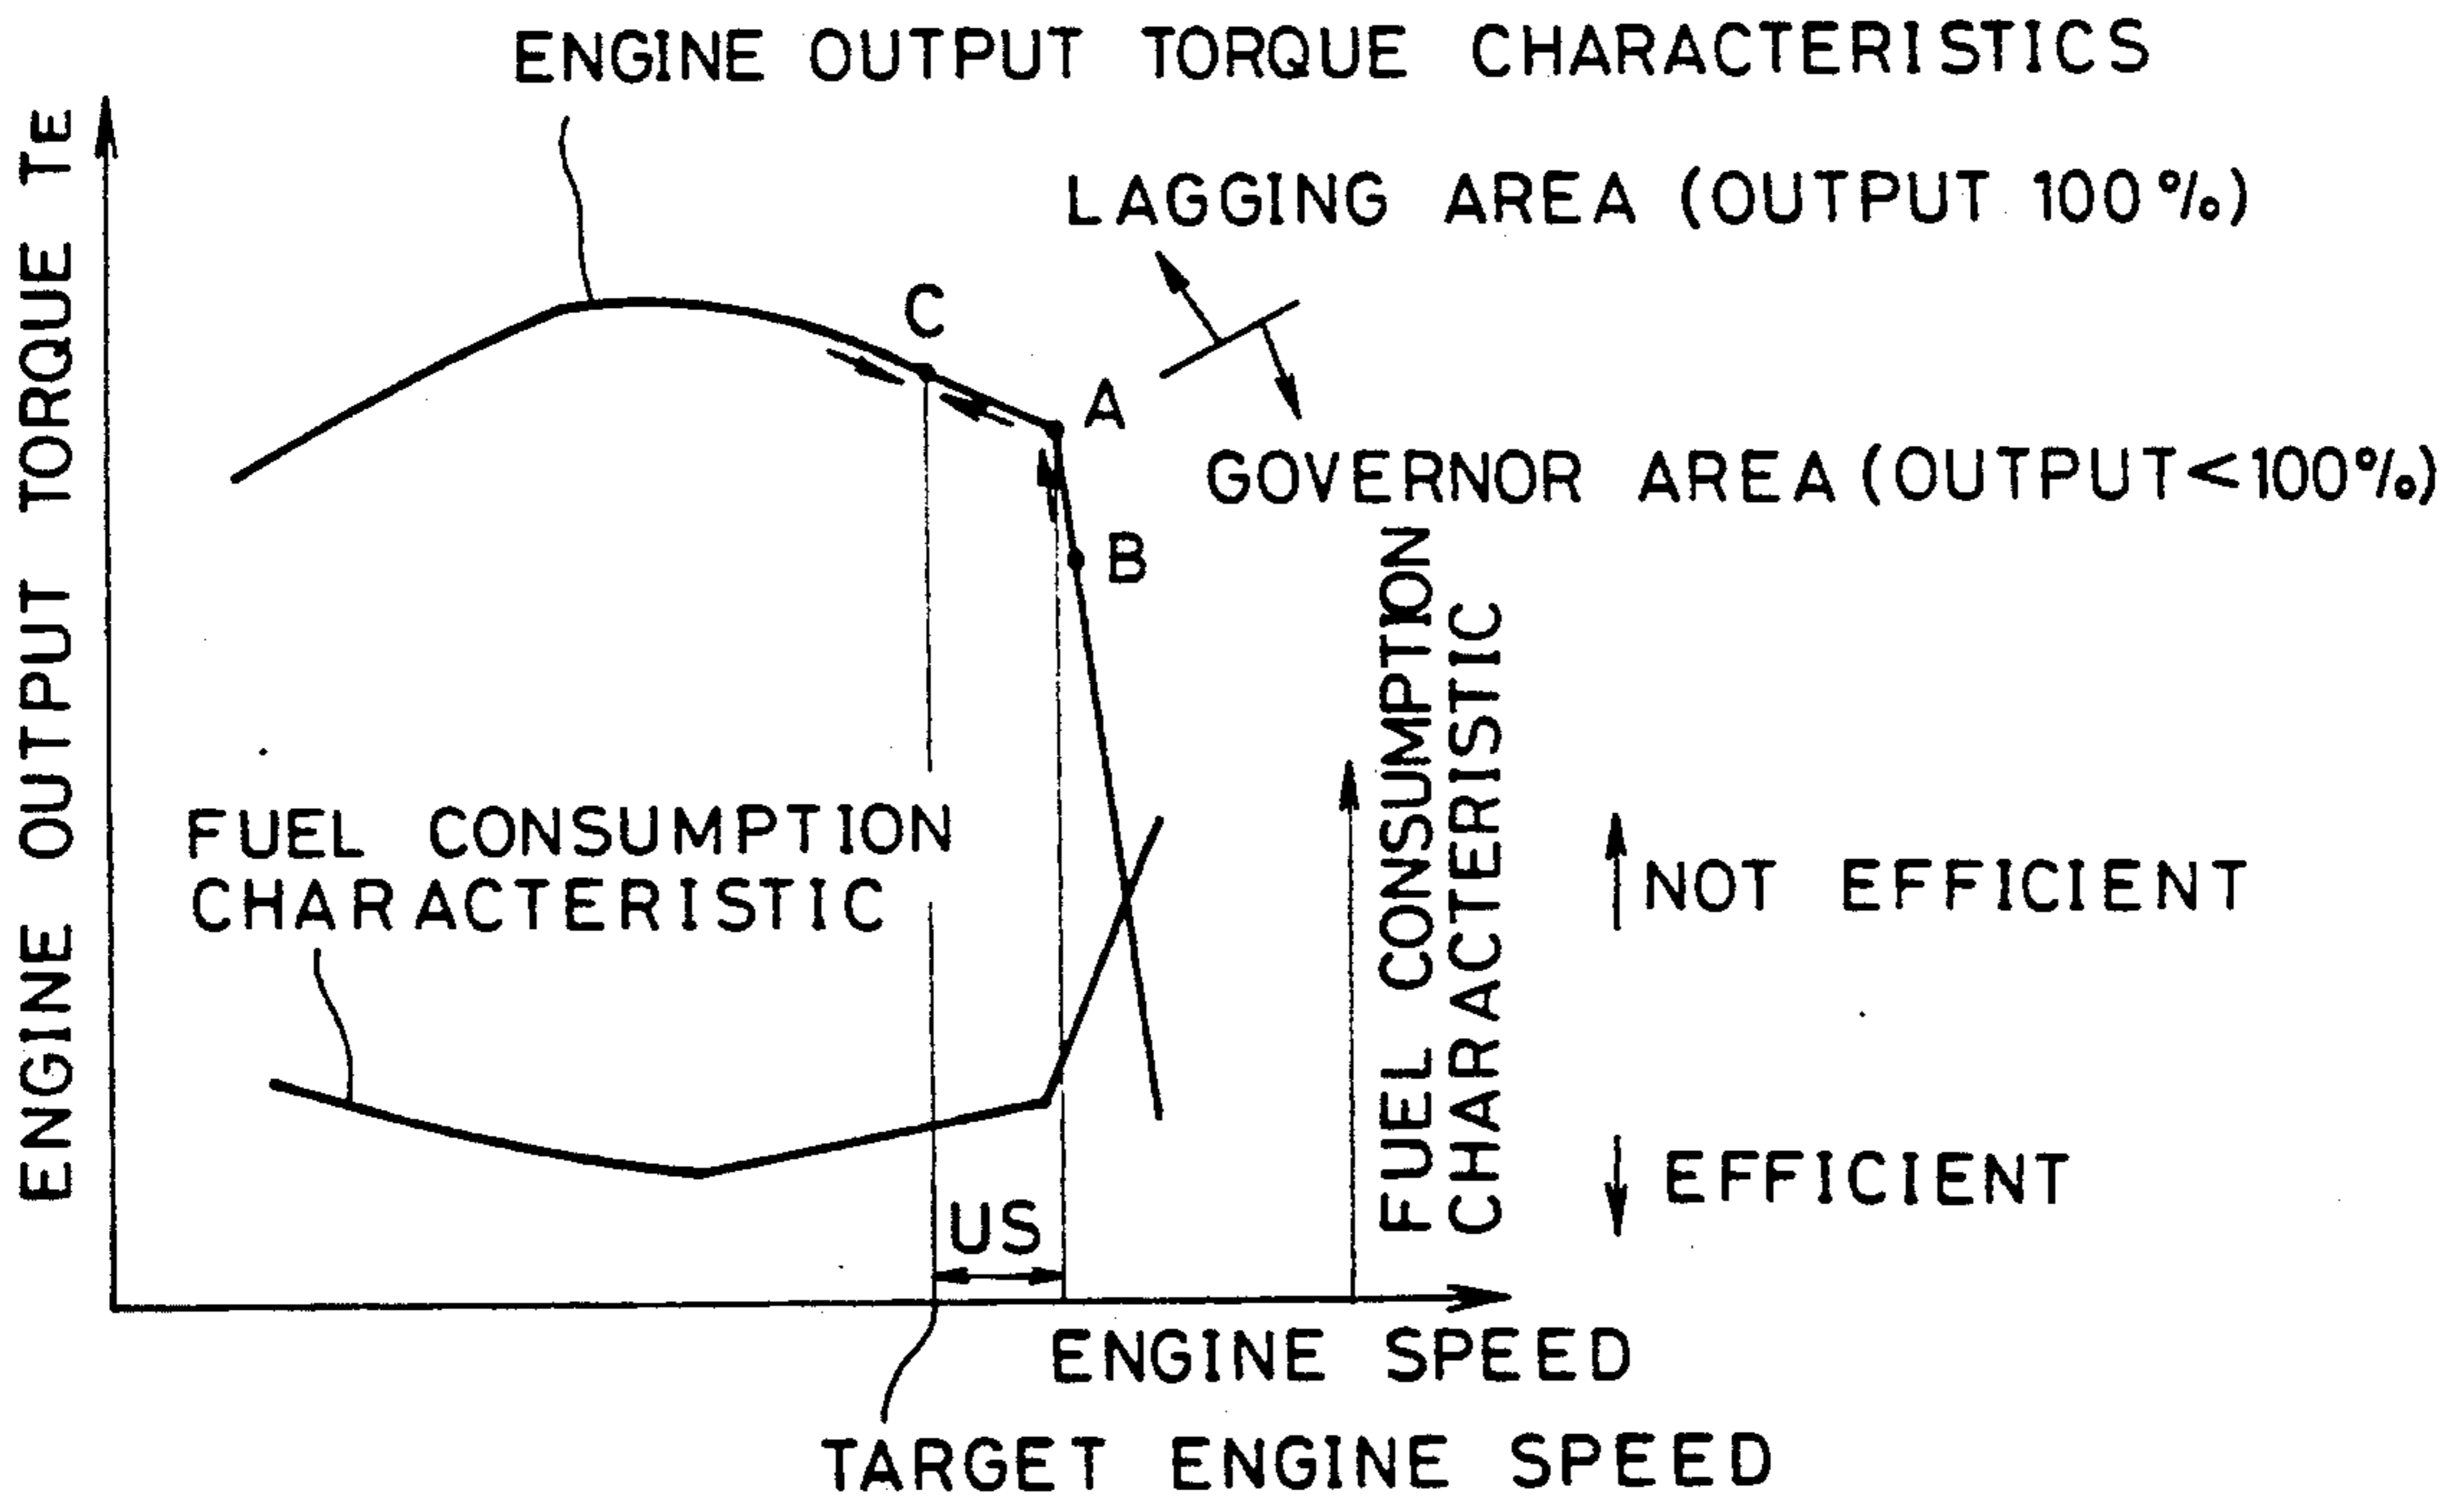 ENGINE OUTPUT TORQUE CHARACTERISTICS
ENGINE OUTPUT TORQUE TE
LAGGING AREA (OUTPUT 100%)
C
A
GOVERNOR AREA (OUTPUT<100%)
B
FUEL CONSUMPTION
CHARACTERISTIC
FUEL CONSUMPTION
CHARACTERISTIC
NOT EFFICIENT
EFFICIENT
US
ENGINE SPEED
TARGET ENGINE SPEED